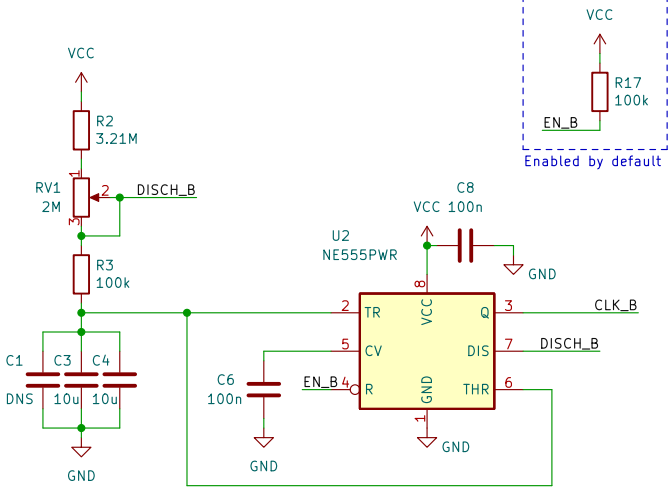 VCC
R17
100k
EN_B
Enabled by default
VCC
R2
3.21M
1
RV1
2M
2
DISCH_B
3
R3
100k
C8
VCC 100n
U2
NE555PWR
GND
8
2 TR
VCC
Q 3
CLK_B
5 CV
DIS 7
DISCH_B
C6
100n
EN_B 4 R
GND
THR 6
1
GND
GND
C1 C3 C4
DNS 10u 10u
GND